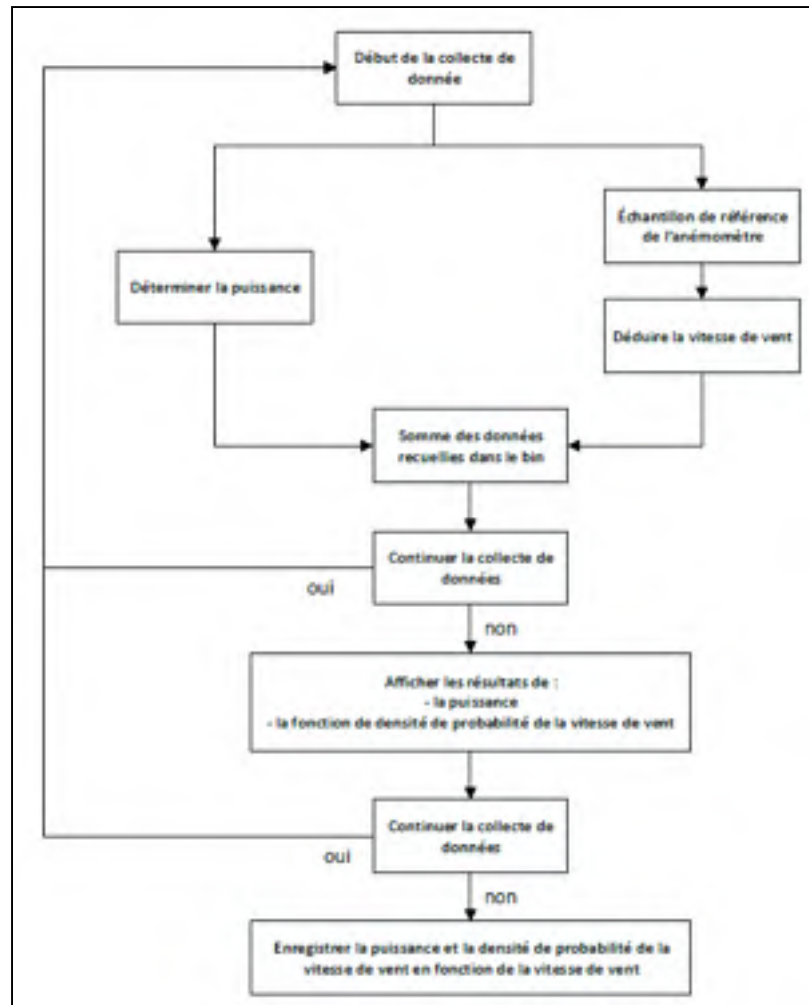 Début de la collecte de
donnée
Échantillon de référence
de l'anémomètre
Déterminer la puissance
Déduire la vitesse de vent
Somme des données
recuellies dans le bin
Continuer la collecte de
données
oui
non
Afficher les résultats de :
- la puissance
- la fonction de densité de probabilité de la vitesse de vent
Continuer la collecte de
données
oui
non
Enregistrer la puissance et la densité de probabilité de la
vitesse de vent en fonction de la vitesse de vent